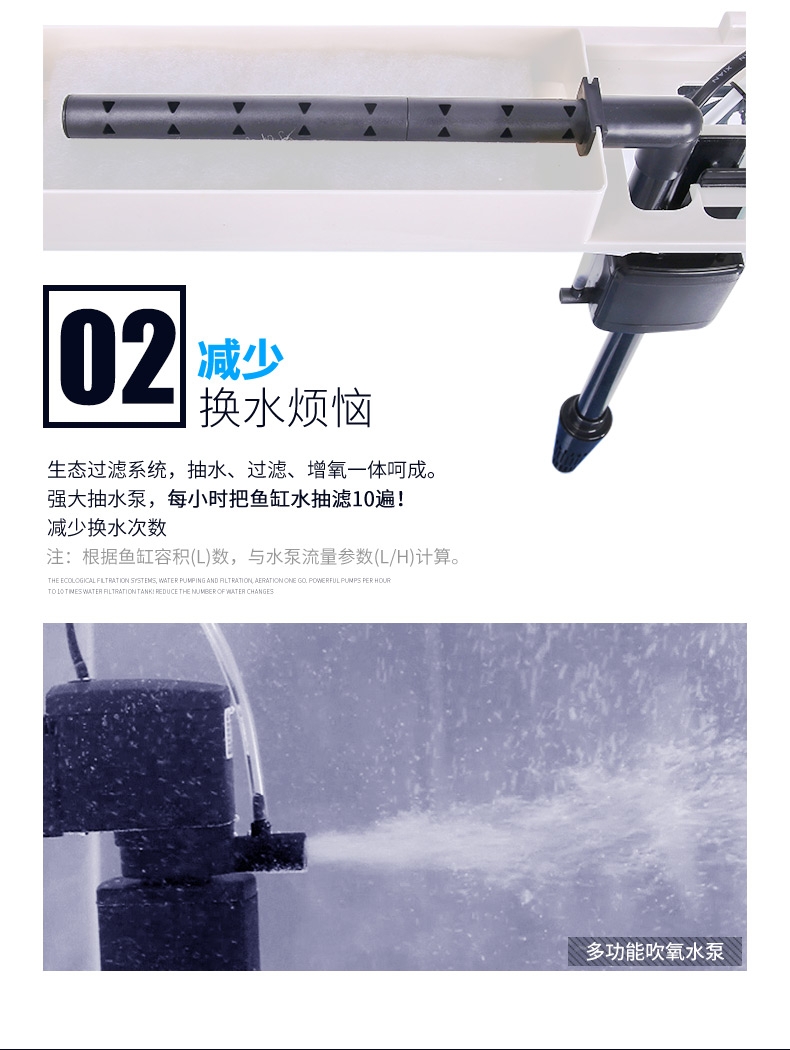 XIAN
02
减少
换水烦恼
生态过滤系统，抽水、过滤、增氧一体呵成。
强大抽水泵，每小时把鱼缸水抽滤10遍！
减少换水次数
注：根据鱼缸容积(L)数，与水泵流量参数(L/H)计算。
THE ECOLOGICAL FILTRATION SYSTEMS, WATER PUMPING AND FILTRATION, AERATION ONE GO. POWERFUL PUMPS PER HOUR
TO 10 TIMES WATER FILTRATION TANK! REDUCE THE NUMBER OF WATER CHANGES
多功能吹氧水泵